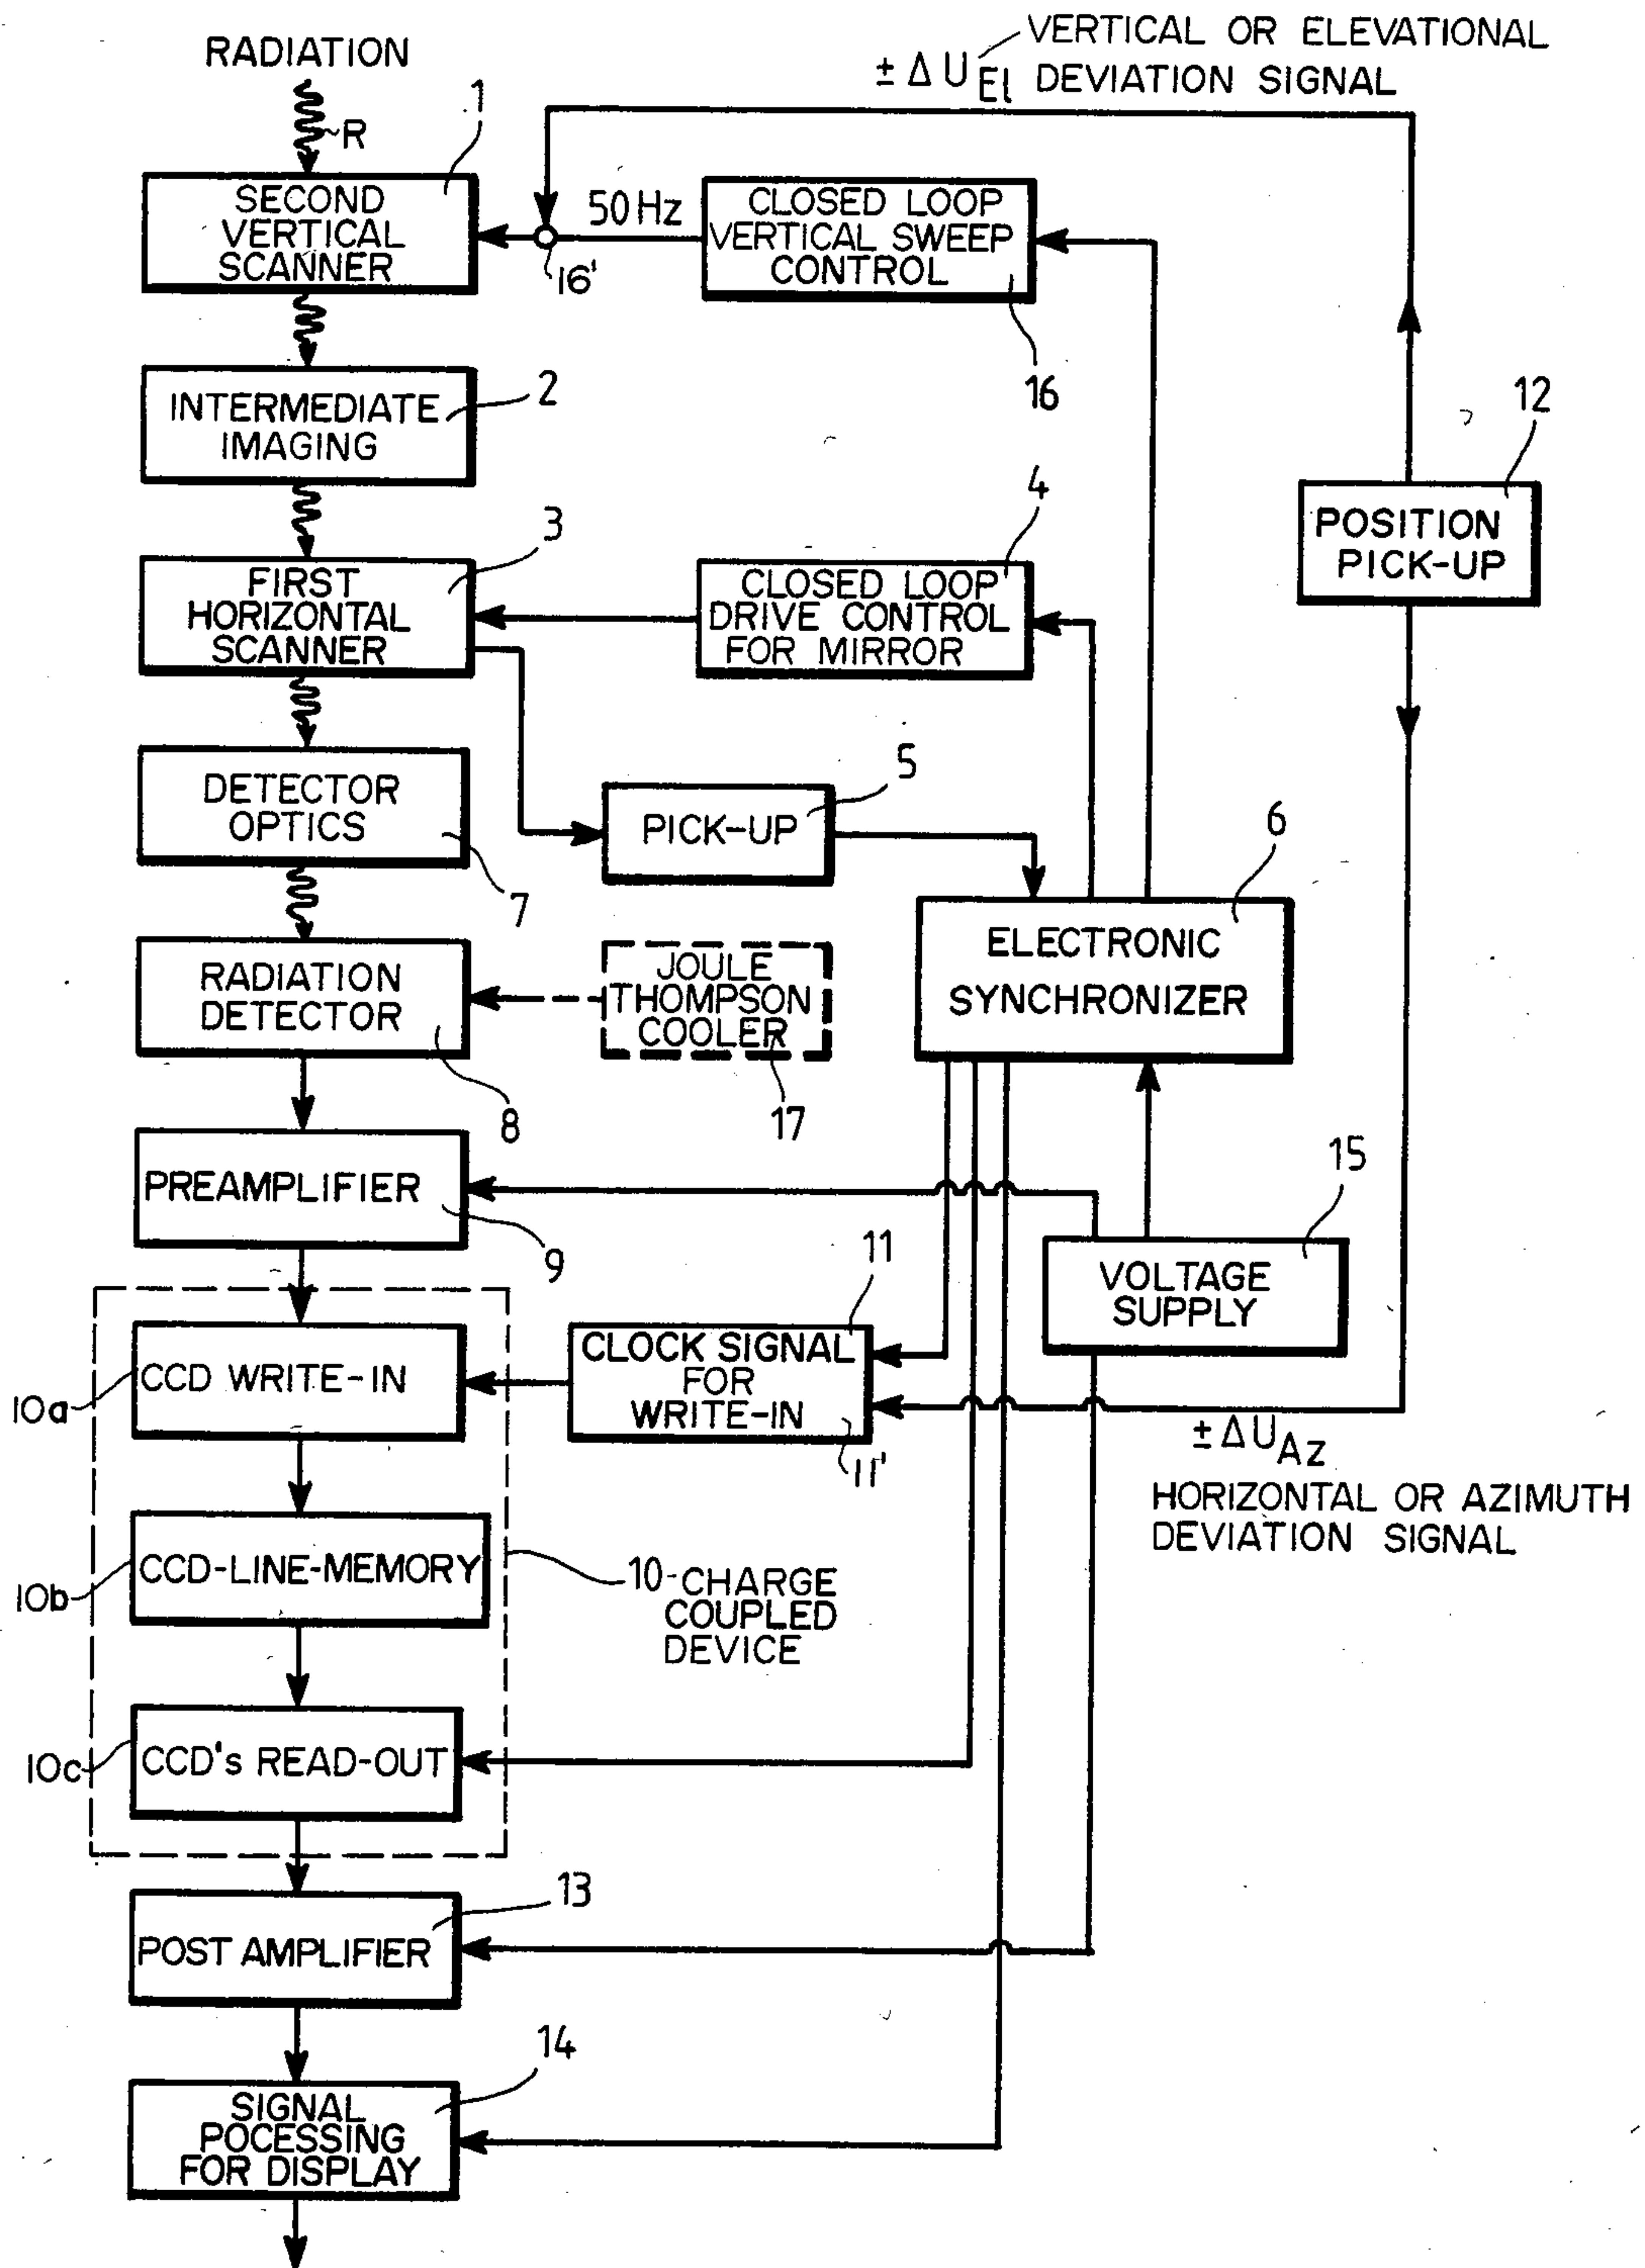 RADIATION
R
VERTICAL OR ELEVATIONAL
± Δ U El DEVIATION SIGNAL
1
SECOND
VERTICAL
SCANNER
50 Hz
16'
CLOSED LOOP
VERTICAL SWEEP
CONTROL
16
INTERMEDIATE
IMAGING
2
12
POSITION
PICK-UP
3
FIRST
HORIZONTAL
SCANNER
4
CLOSED LOOP
DRIVE CONTROL
FOR MIRROR
DETECTOR
OPTICS
7
5
PICK-UP
6
ELECTRONIC
SYNCHRONIZER
RADIATION
DETECTOR
8
JOULE
THOMPSON
COOLER
17
PREAMPLIFIER
9
15
VOLTAGE
SUPPLY
11
CLOCK SIGNAL
FOR
WRITE-IN
11'
CCD WRITE-IN
10a
± Δ U Az
HORIZONTAL OR AZIMUTH
DEVIATION SIGNAL
CCD-LINE-MEMORY
10b
10-CHARGE
COUPLED
DEVICE
CCD's READ-OUT
10c
13
POST AMPLIFIER
14
SIGNAL
POCESSING
FOR DISPLAY